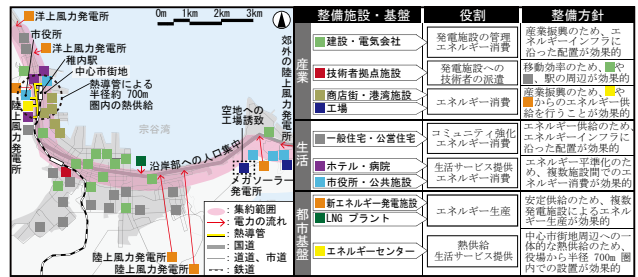 洋上風力発電所
市役所
洋上風力発電所
稚内駅
中心市街地
熱導管による
半径約 700m
圏内の熱供給
陸上風力発電所
0m 1km 2km 3km
郊外の陸上風力発電所
宗谷湾
空地への
工場誘致
沿岸部への人口集中
メガソーラー
発電所
:集約範囲
:電力の流れ
:熱導管
:国道
:道道、市道
:鉄道
陸上風力発電所
陸上風力発電所
整備施設・基盤 役割 整備方針
産業
建設・電気会社
発電施設の管理
エネルギー消費
産業振興のため、エ
ネルギーインフラに
沿った配置が効果的
技術者拠点施設
発電施設への
技術者の派遣
移動効率のため、や
、駅の周辺が効果的
商店街・港湾施設
工場
エネルギー消費
産業振興のため、や
からのエネルギー供
給を行うことが効果的
生活
一般住宅・公営住宅
コミュニティ強化
エネルギー消費
エネルギー供給のため、
エネルギーインフラに
沿った配置が効果的
ホテル・病院
市役所・公共施設
生活サービス提供
エネルギー消費
エネルギー平準化のた
め、複数施設間でのエ
ネルギー消費が効果的
都市基盤
新エネルギー発電施設
LNG プラント
エネルギー生産
安定供給のため、複数
発電施設によるエネル
ギー生産が効果的
エネルギーセンター
熱供給
生活サービス提供
中心市街地周辺への一
体的な熱供給のため、
役場から半径 700m 圏
内での設置が効果的